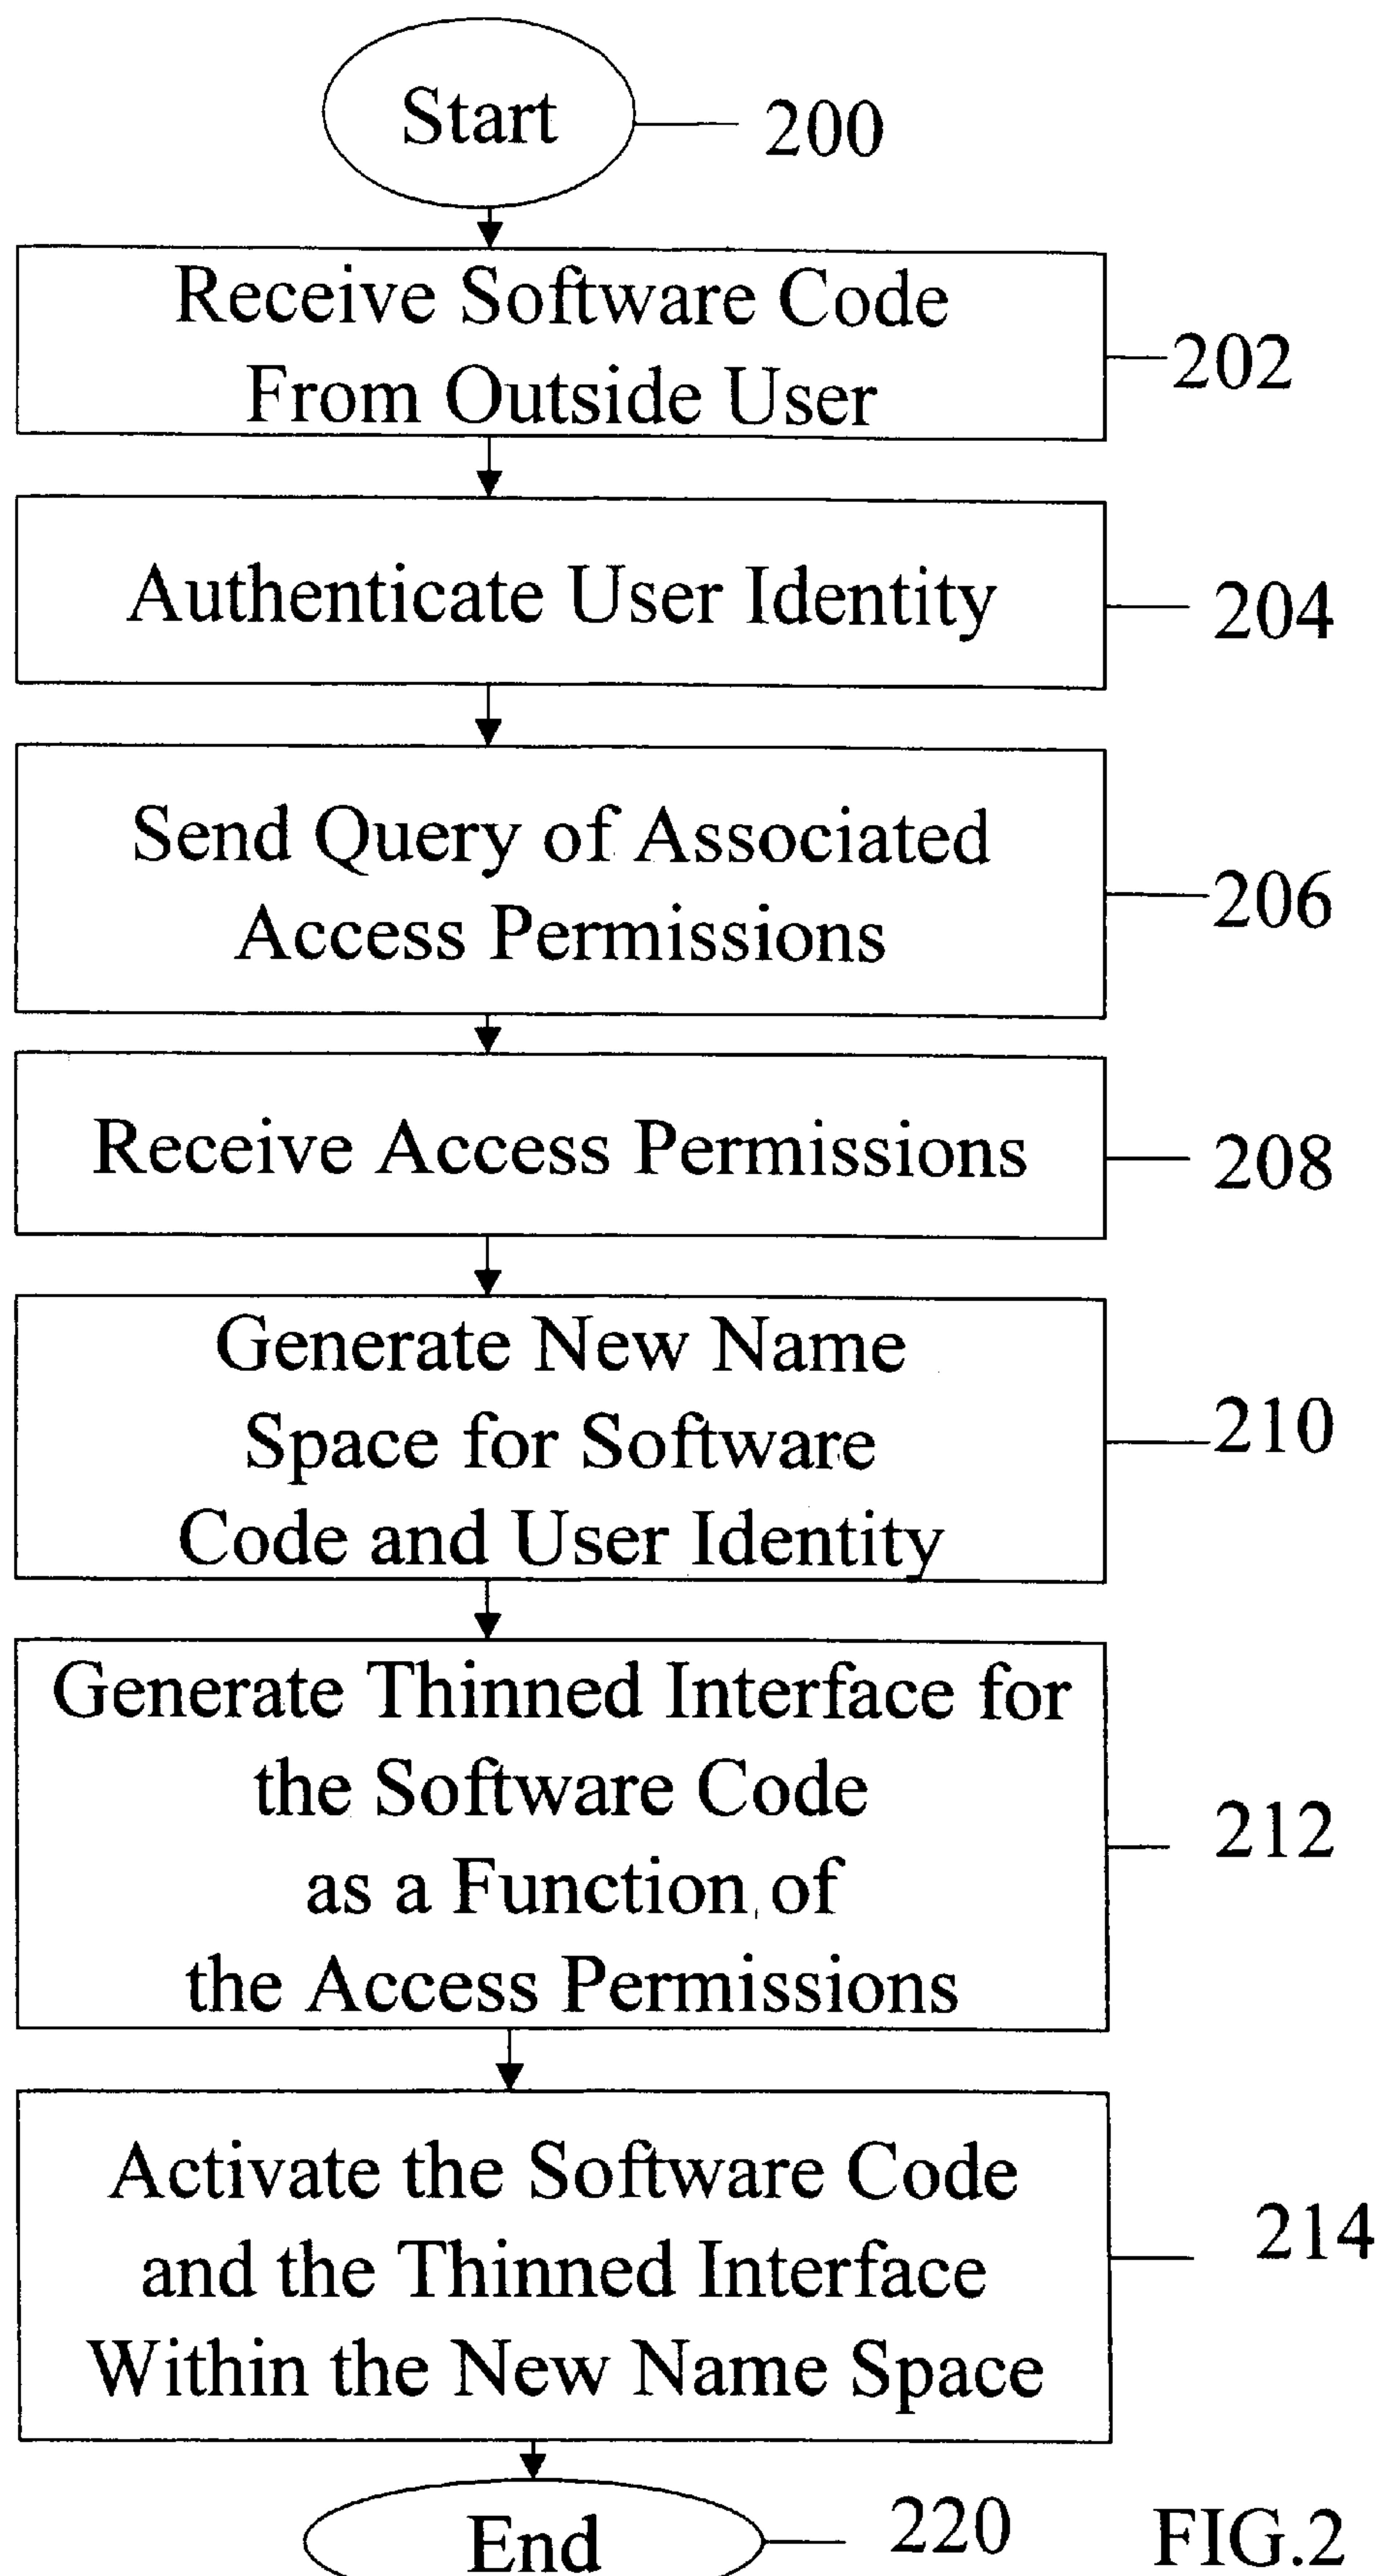 Start
200
Receive Software Code
From Outside User
202
Authenticate User Identity
204
Send Query of Associated
Access Permissions
206
Receive Access Permissions
208
Generate New Name
Space for Software
Code and User Identity
210
Generate Thinned Interface for
the Software Code
as a Function of
the Access Permissions
212
Activate the Software Code
and the Thinned Interface
Within the New Name Space
214
End
220
FIG.2